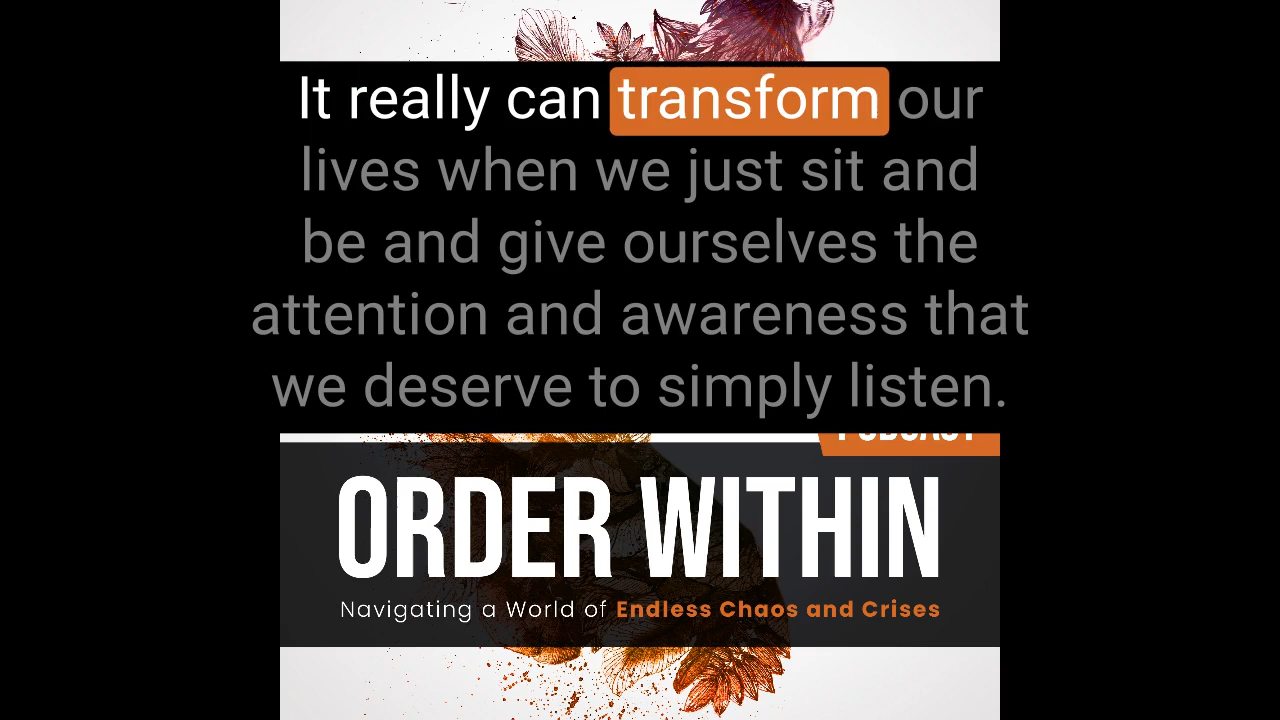 It really can transform our
lives when we just sit and
be and give ourselves the
attention and awareness that
we deserve to simply listen.
PODCAST
ORDER WITHIN
Navigating a World of Endless Chaos and Crises